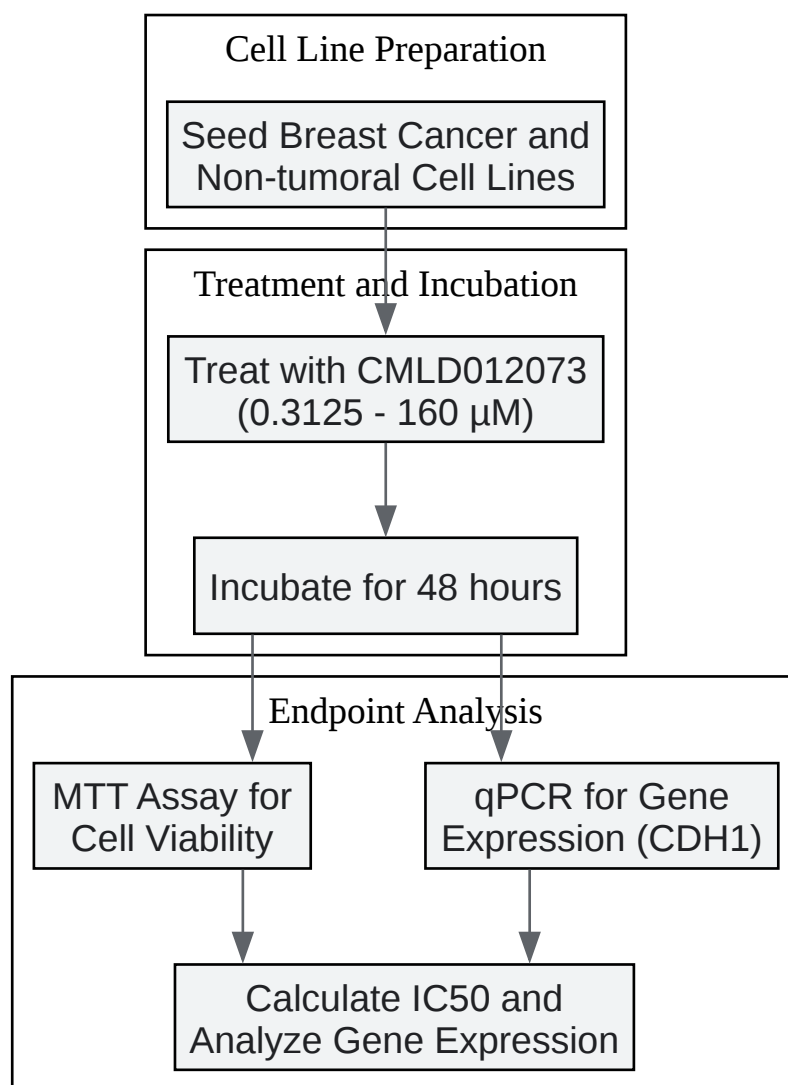 Cell Line Preparation
Seed Breast Cancer and
Non-tumoral Cell Lines
Treatment and Incubation
Treat with CMLD012073
(0.3125 - 160 µM)
Incubate for 48 hours
Endpoint Analysis
MTT Assay for
Cell Viability
qPCR for Gene
Expression (CDH1)
Calculate IC50 and
Analyze Gene Expression